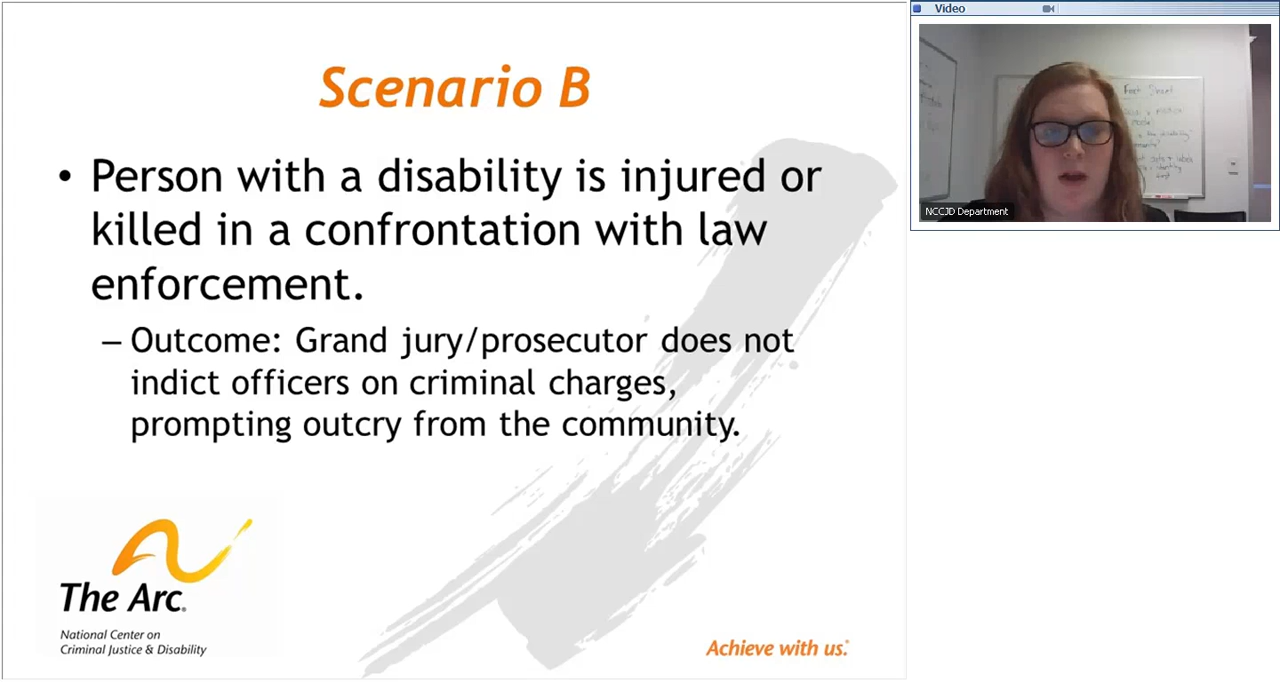 Scenario B
• Person with a disability is injured or
killed in a confrontation with law
enforcement.
– Outcome: Grand jury/prosecutor does not
indict officers on criminal charges,
prompting outcry from the community.
The Arc®
National Center on
Criminal Justice & Disability
Achieve with us.®
Video
Fact Sheet
NCCJD Department